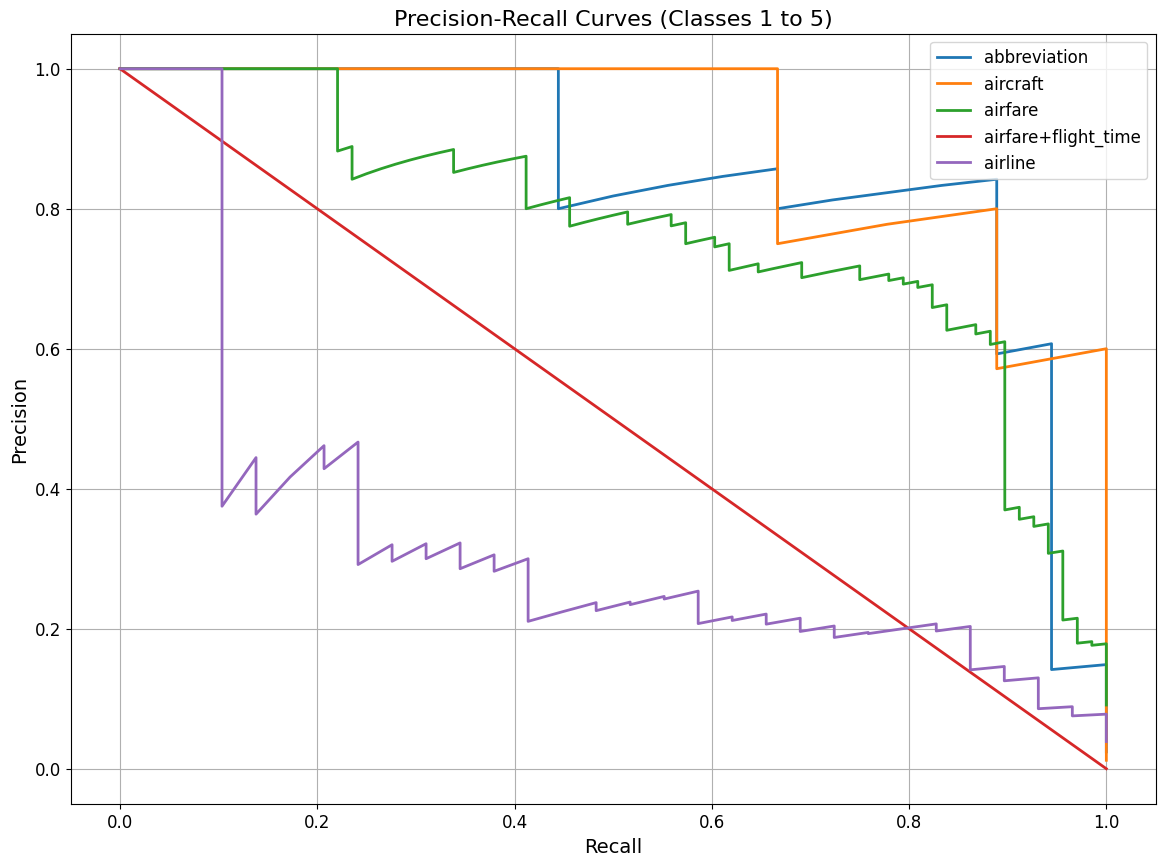 Precision-Recall Curves (Classes 1 to 5)
1.0
0.8
0.6
0.4
0.2
0.0
Precision
0.0 0.2 0.4 0.6 0.8 1.0
Recall
abbreviation
aircraft
airfare
airfare+flight_time
airline